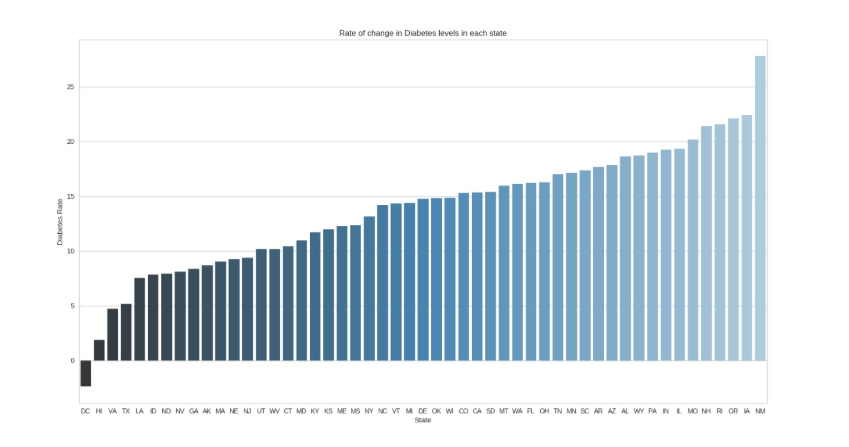 Rate of change in Diabetes levels in each state
25
20
15
10
5
0
Diabetes Rate
DC HI VA TX LA ID ND NV GA AK MA NE NJ UT WV CT MD KY KS ME MS NY NC VT MI DE OK WI CO CA SD MT WA FL OH TN MN SC AR AZ AL WY PA IN IL MO NH RI OR IA NM
State